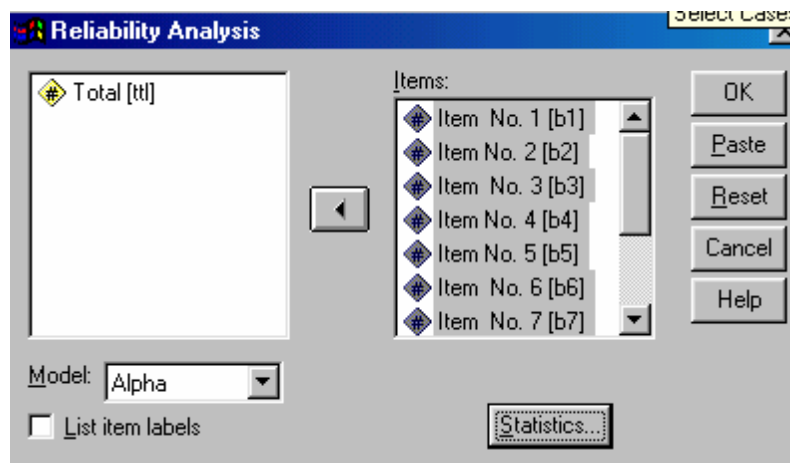 Select Cases
Reliability Analysis
Total [ttl]
Items:
Item No. 1 [b1]
Item No. 2 [b2]
Item No. 3 [b3]
Item No. 4 [b4]
Item No. 5 [b5]
Item No. 6 [b6]
Item No. 7 [b7]
OK
Paste
Reset
Cancel
Help
Model:
Alpha
List item labels
Statistics...